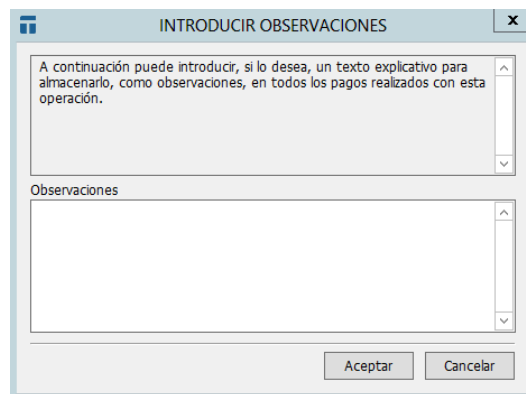 INTRODUCIR OBSERVACIONES
x
A continuación puede introducir, si lo desea, un texto explicativo para
almacenarlo, como observaciones, en todos los pagos realizados con esta
operación.
Observaciones
Aceptar
Cancelar